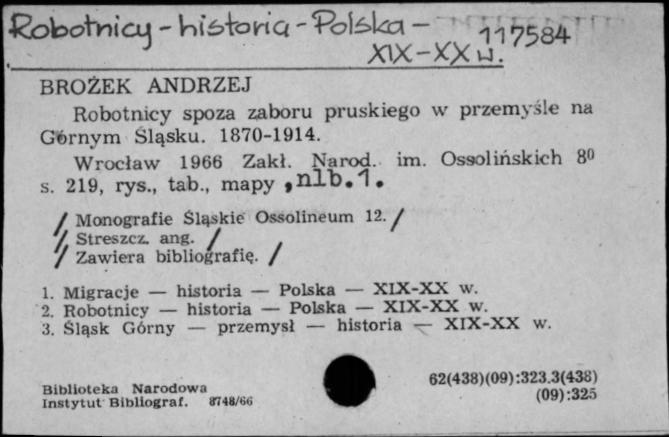 Robotnicy - historia - Polska - 117584
XIX-XX w.
BROŻEK ANDRZEJ
Robotnicy spoza zaboru pruskiego w przemyśle na
Górnym Śląsku. 1870-1914.
Wrocław 1966 Zakł. Narod. im. Ossolińskich 8⁰
s. 219, rys., tab., mapy , nlb. 1.
/ Monografie Śląskie Ossolineum 12. /
// Streszcz. ang. /
/ Zawiera bibliografię. /
1. Migracje — historia — Polska — XIX-XX w.
2. Robotnicy — historia — Polska — XIX-XX w.
3. Śląsk Górny — przemysł — historia — XIX-XX w.
62(438)(09):323.3(438)
(09):325
Biblioteka Narodowa
Instytut Bibliograf. 8748/66